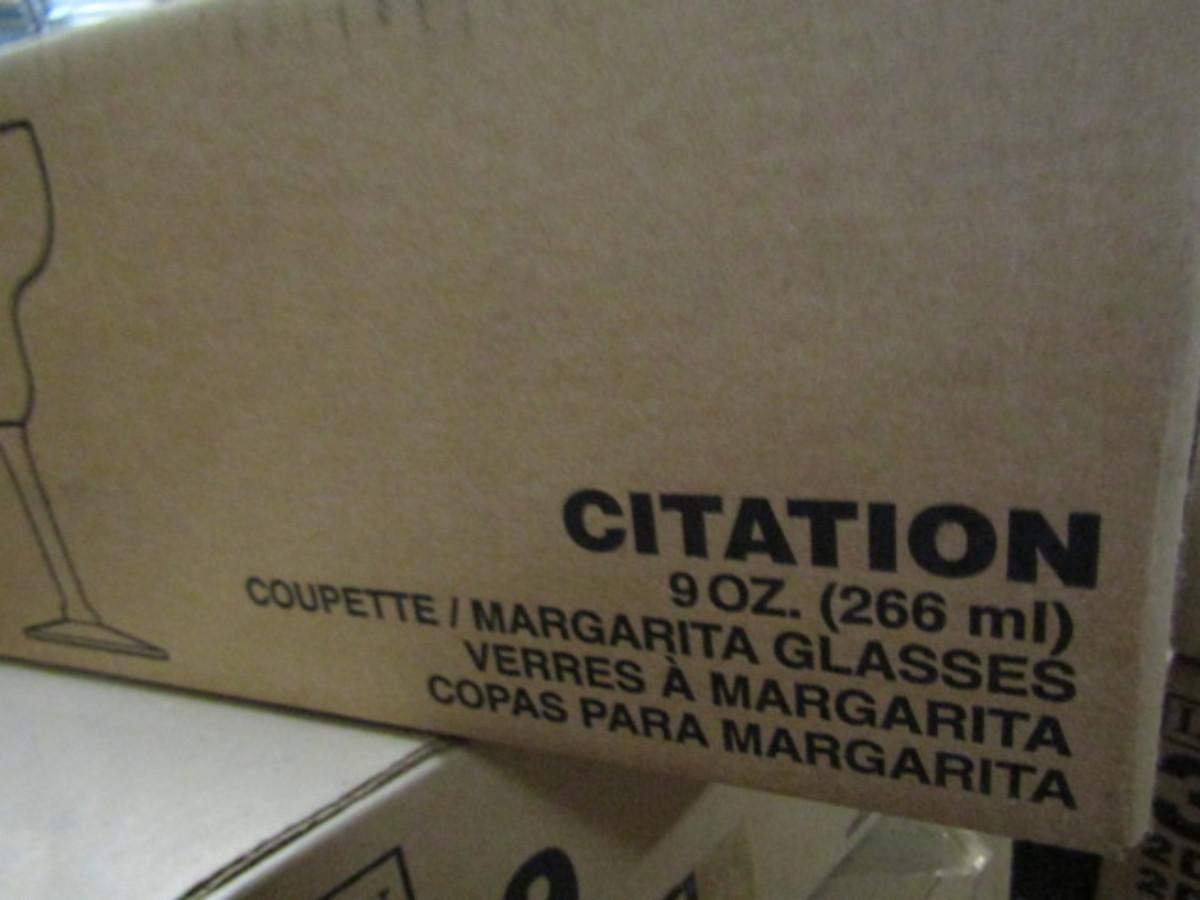 CITATION
9 OZ. (266 ml)
COUPETTE / MARGARITA GLASSES
VERRES À MARGARITA
COPAS PARA MARGARITA